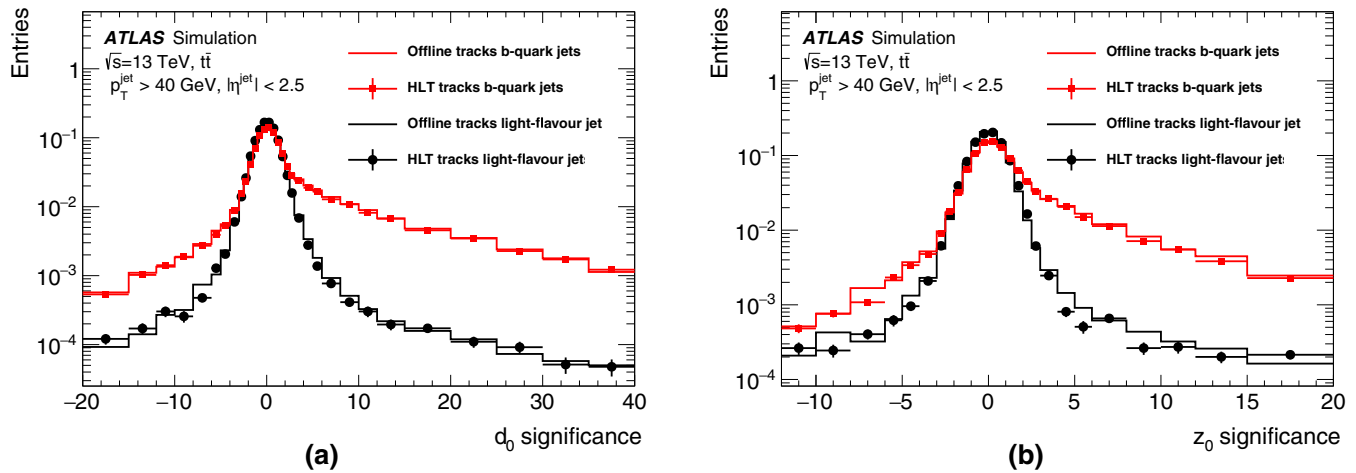 Entries
ATLAS Simulation
√s=13 TeV, tt̄
p_T^jet > 40 GeV, |η^jet| < 2.5
Offline tracks b-quark jets
HLT tracks b-quark jets
Offline tracks light-flavour jet
HLT tracks light-flavour jets
1
10⁻¹
10⁻²
10⁻³
10⁻⁴
−20 −10 0 10 20 30 40
d₀ significance
(a)
Entries
ATLAS Simulation
√s=13 TeV, tt̄
p_T^jet > 40 GeV, |η^jet| < 2.5
Offline tracks b-quark jets
HLT tracks b-quark jets
Offline tracks light-flavour jet
HLT tracks light-flavour jets
1
10⁻¹
10⁻²
10⁻³
10⁻⁴
−10 −5 0 5 10 15 20
z₀ significance
(b)